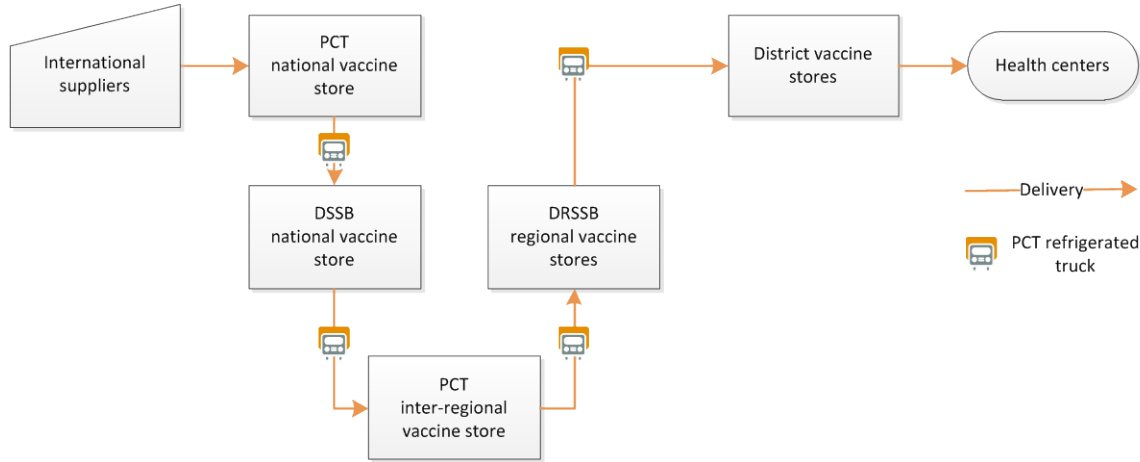 International
suppliers
PCT
national vaccine
store
DSSB
national vaccine
store
PCT
inter-regional
vaccine store
DRSSB
regional vaccine
stores
District vaccine
stores
Health centers
Delivery
PCT refrigerated
truck